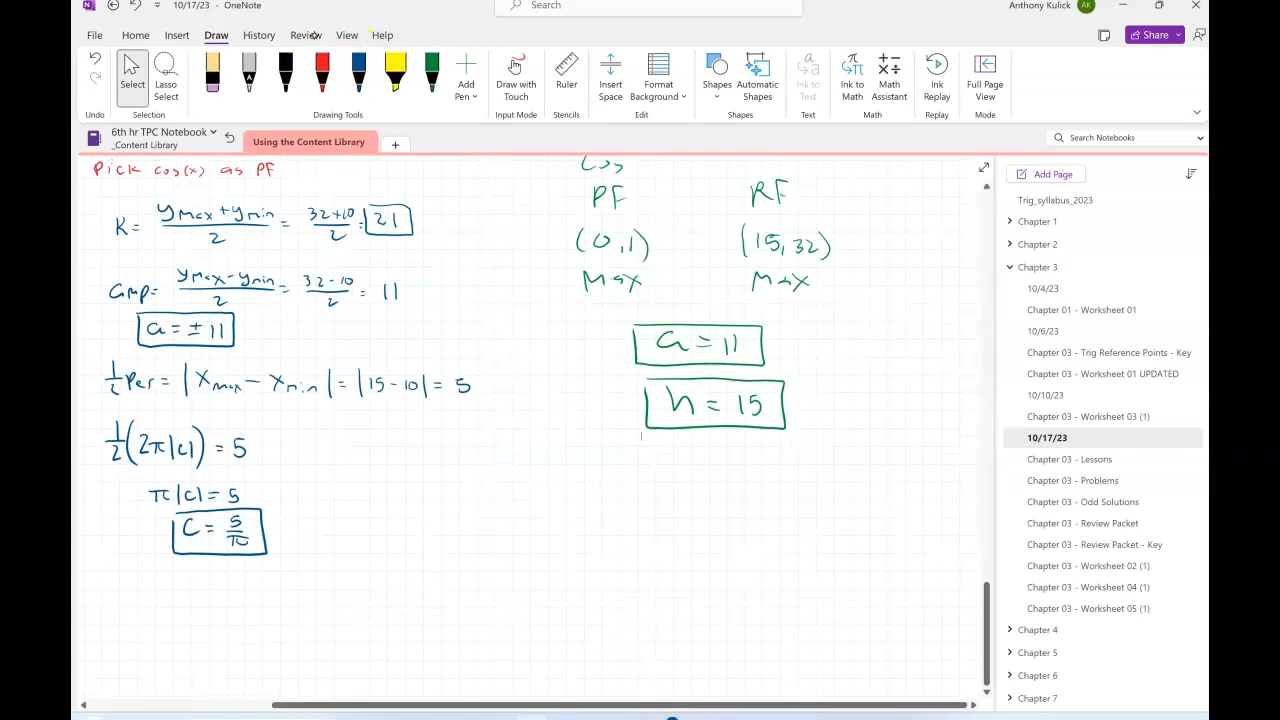 10/17/23 - OneNote
Search
Anthony Kulick
AK
File Home Insert Draw History Review View Help
Share
Undo
Select
Lasso Select
Add Pen
Draw with Touch
Ruler
Insert Space
Format Background
Shapes
Automatic Shapes
Ink to Text
Ink to Math
Math Assistant
Ink Replay
Full Page View
Undo Selection Drawing Tools Input Mode Stencils Edit Shapes Text Math Replay Mode
6th hr TPC Notebook
_Content Library
Using the Content Library
+
Search Notebooks
Pick cos(x) as PF
K = (ymax + ymin)/2 = (32+10)/2 = 21
amp = (ymax - ymin)/2 = (32-10)/2 = 11
a = ± 11
1/2 Per = |Xmax - Xmin| = |15 - 10| = 5
1/2(2π|c|) = 5
π|c| = 5
C = 5/π
Cos
PF RF
(0,1) (15,32)
Max Max
a = 11
h = 15
Add Page
Trig_syllabus_2023
Chapter 1
Chapter 2
Chapter 3
10/4/23
Chapter 01 - Worksheet 01
10/6/23
Chapter 03 - Trig Reference Points - Key
Chapter 03 - Worksheet 01 UPDATED
10/10/23
Chapter 03 - Worksheet 03 (1)
10/17/23
Chapter 03 - Lessons
Chapter 03 - Problems
Chapter 03 - Odd Solutions
Chapter 03 - Review Packet
Chapter 03 - Review Packet - Key
Chapter 03 - Worksheet 02 (1)
Chapter 03 - Worksheet 04 (1)
Chapter 03 - Worksheet 05 (1)
Chapter 4
Chapter 5
Chapter 6
Chapter 7